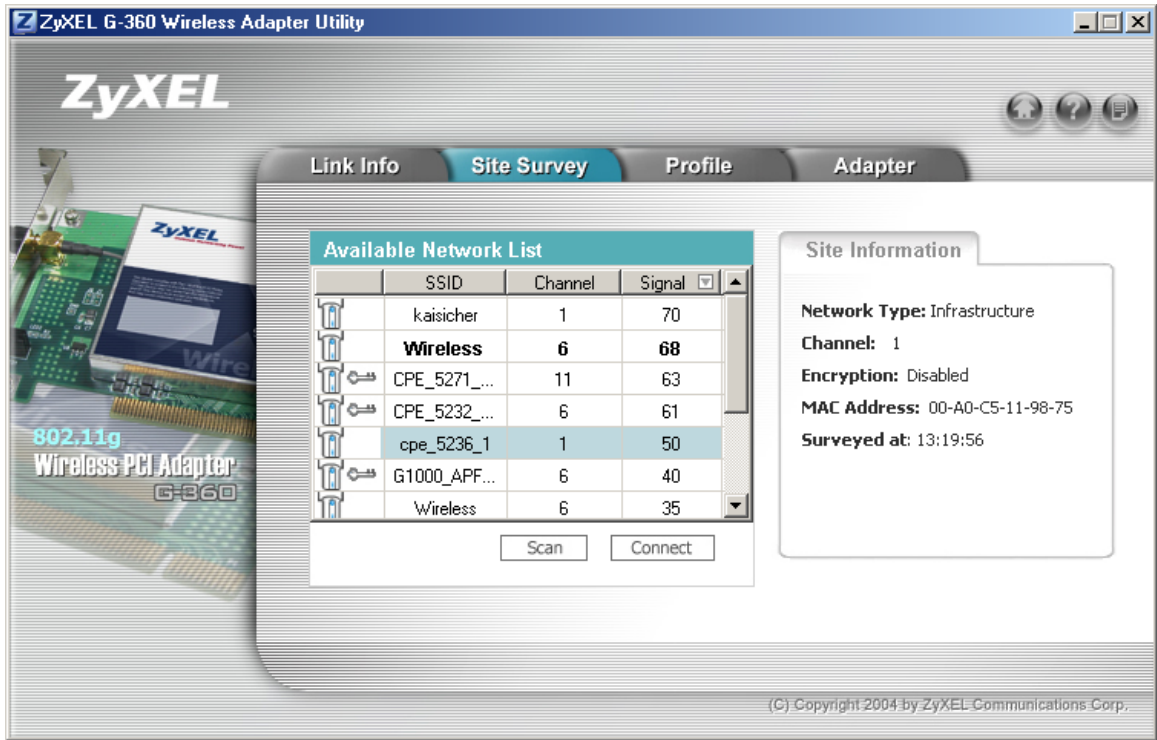 ZyXEL G-360 Wireless Adapter Utility
ZyXEL
Link Info Site Survey Profile Adapter
ZyXEL
Wire
802.11g
Wireless PCI Adapter
G-360
Available Network List
SSID Channel Signal
kaisicher 1 70
Wireless 6 68
CPE_5271_... 11 63
CPE_5232_... 6 61
cpe_5236_1 1 50
G1000_APF... 6 40
Wireless 6 35
Scan Connect
Site Information
Network Type: Infrastructure
Channel: 1
Encryption: Disabled
MAC Address: 00-A0-C5-11-98-75
Surveyed at: 13:19:56
(C) Copyright 2004 by ZyXEL Communications Corp.